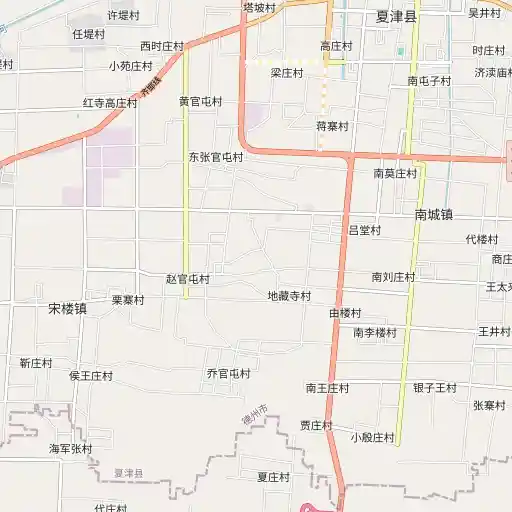 许堤村
塔坡村
夏津县
吴井村
任堤村
西时庄村
高庄村
时庄村
小苑庄村
梁庄村
南屯子村
济渎庙村
齐塬线
红寺高庄村
黄官屯村
蒋寨村
东张官屯村
南莫庄村
南城镇
吕堂村
代楼村
商庄
赵官屯村
南刘庄村
王太来
栗寨村
地藏寺村
宋楼镇
由楼村
南李楼村
王井村
靳庄村
侯王庄村
乔官屯村
南王庄村
银子王村
张寨村
德州市
贾庄村
小殷庄村
海军张村
夏津县
夏庄村
代庄村